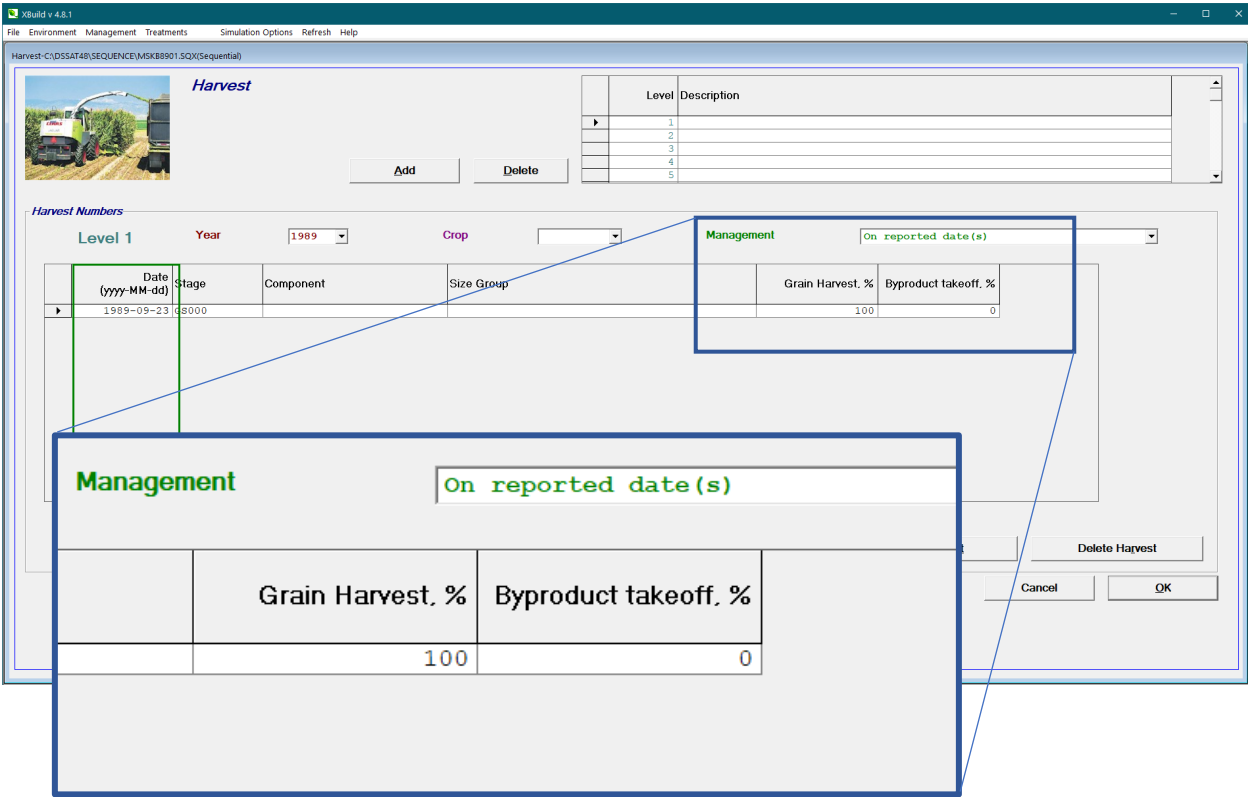 XBuild v 4.8.1
File Environment Management Treatments Simulation Options Refresh Help
Harvest-C:\DSSAT48\SEQUENCE\MSKB8901.SQX(Sequential)
Harvest
Level Description
1
2
3
4
5
Add Delete
Harvest Numbers
Level 1 Year 1989 Crop Management On reported date(s)
Date
(yyyy-MM-dd) Stage Component Size Group Grain Harvest, % Byproduct takeoff, %
1989-09-23 GS000 100 0
Management On reported date(s)
Grain Harvest, % Byproduct takeoff, %
100 0
Delete Harvest
Cancel OK